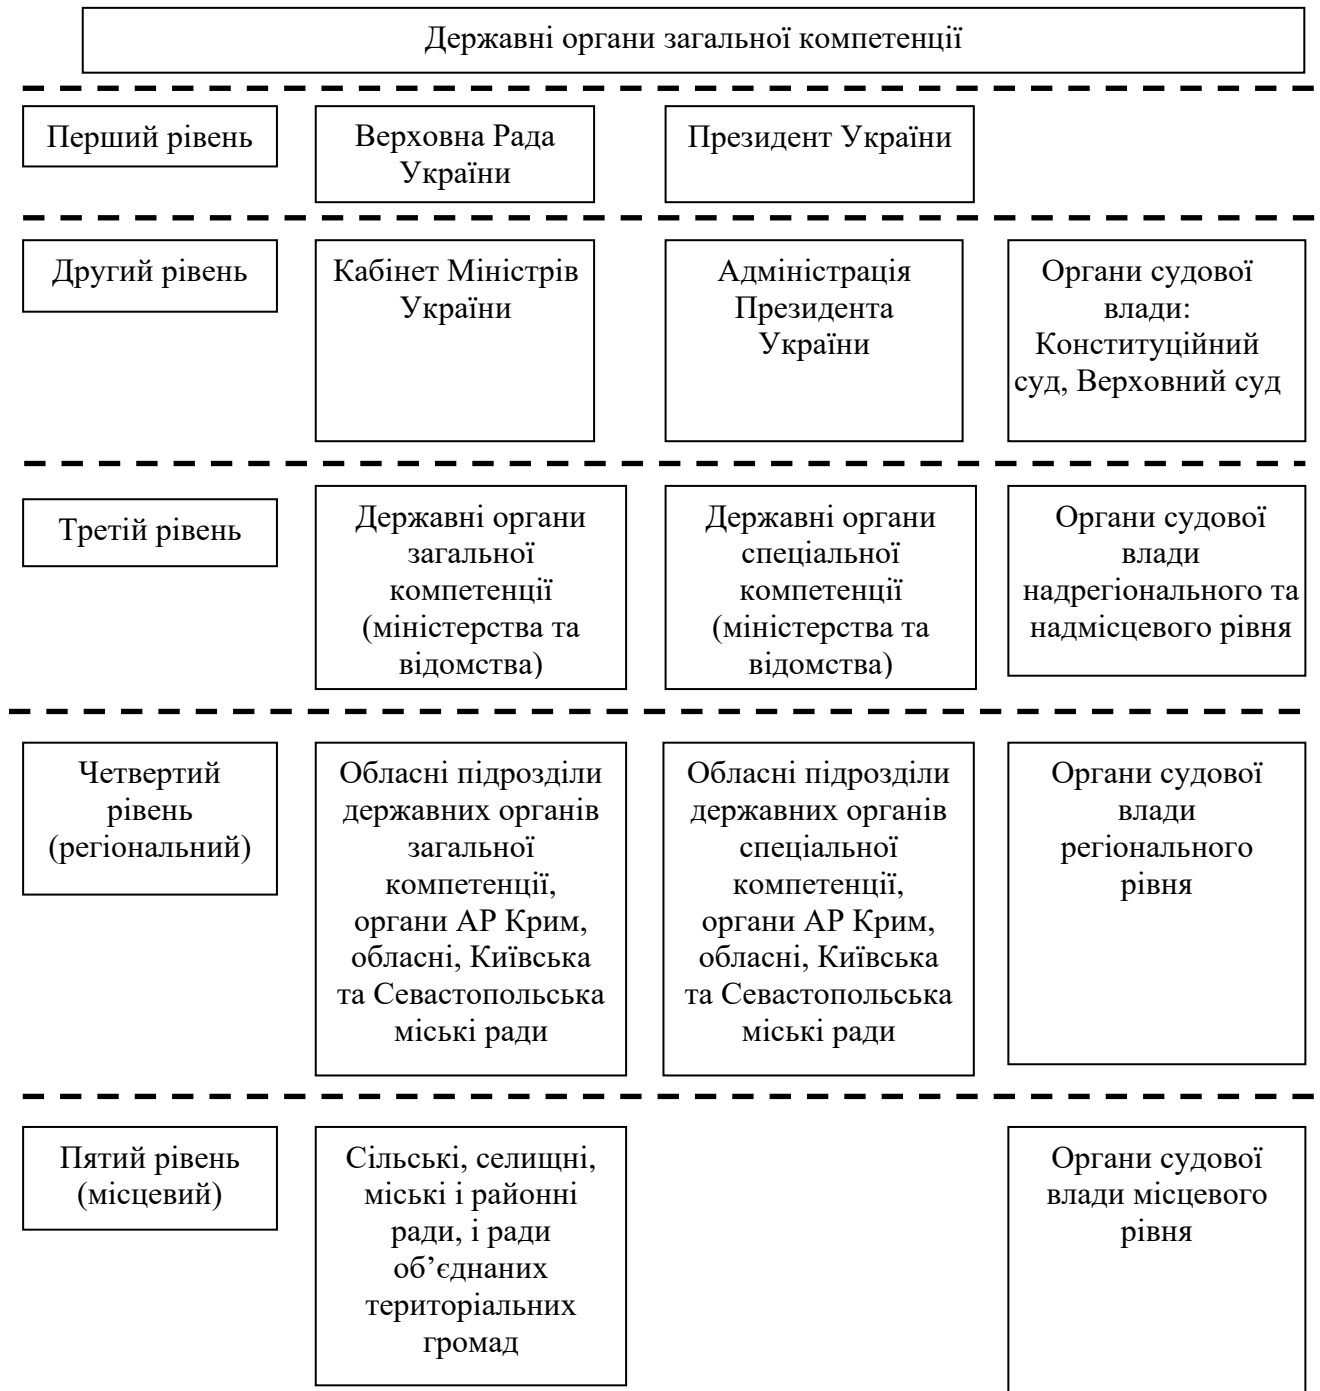 Державні органи загальної компетенції
Перший рівень
Верховна Рада
України
Президент України
Другий рівень
Кабінет Міністрів
України
Адміністрація
Президента
України
Органи судової
влади:
Конституційний
суд, Верховний суд
Третій рівень
Державні органи
загальної
компетенції
(міністерства та
відомства)
Державні органи
спеціальної
компетенції
(міністерства та
відомства)
Органи судової
влади
надрегіонального та
надмісцевого рівня
Четвертий
рівень
(регіональний)
Обласні підрозділи
державних органів
загальної
компетенції,
органи АР Крим,
обласні, Київська
та Севастопольська
міські ради
Обласні підрозділи
державних органів
спеціальної
компетенції,
органи АР Крим,
обласні, Київська
та Севастопольська
міські ради
Органи судової
влади
регіонального
рівня
Пятий рівень
(місцевий)
Сільські, селищні,
міські і районні
ради, і ради
об’єднаних
територіальних
громад
Органи судової
влади місцевого
рівня